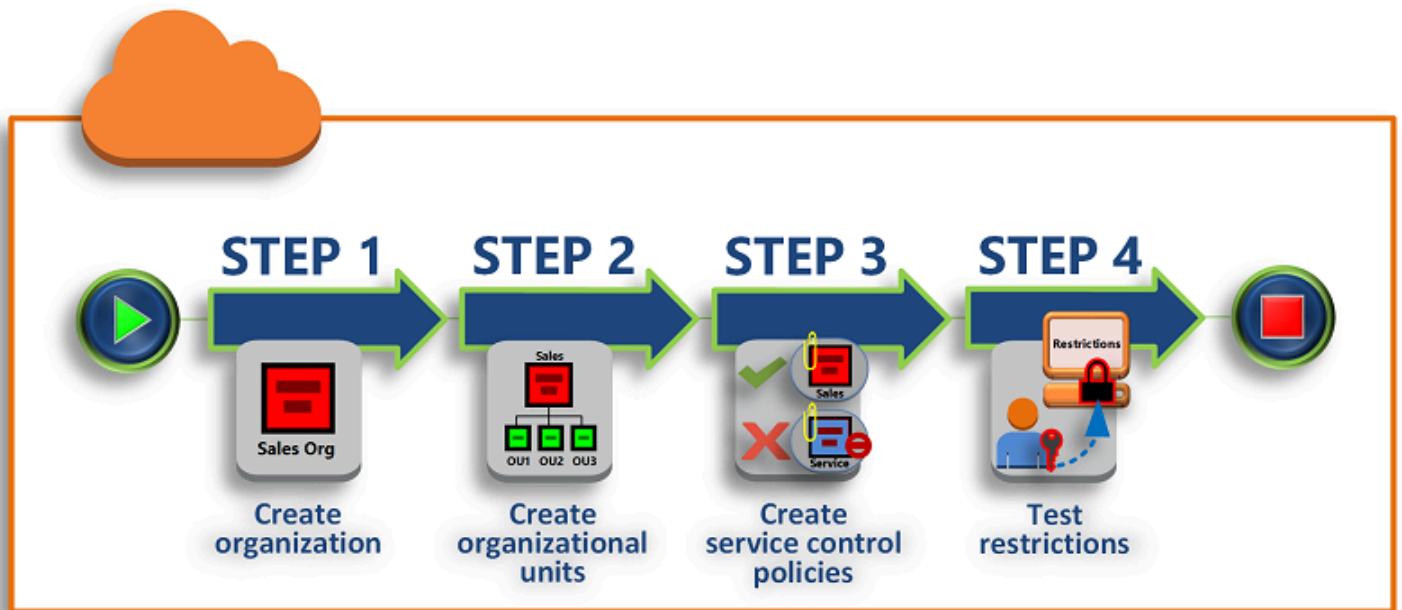 STEP 1
STEP 2
STEP 3
STEP 4
Sales Org
Sales
OU1 OU2 OU3
Sales
Service
Restrictions
Create
organization
Create
organizational
units
Create
service control
policies
Test
restrictions